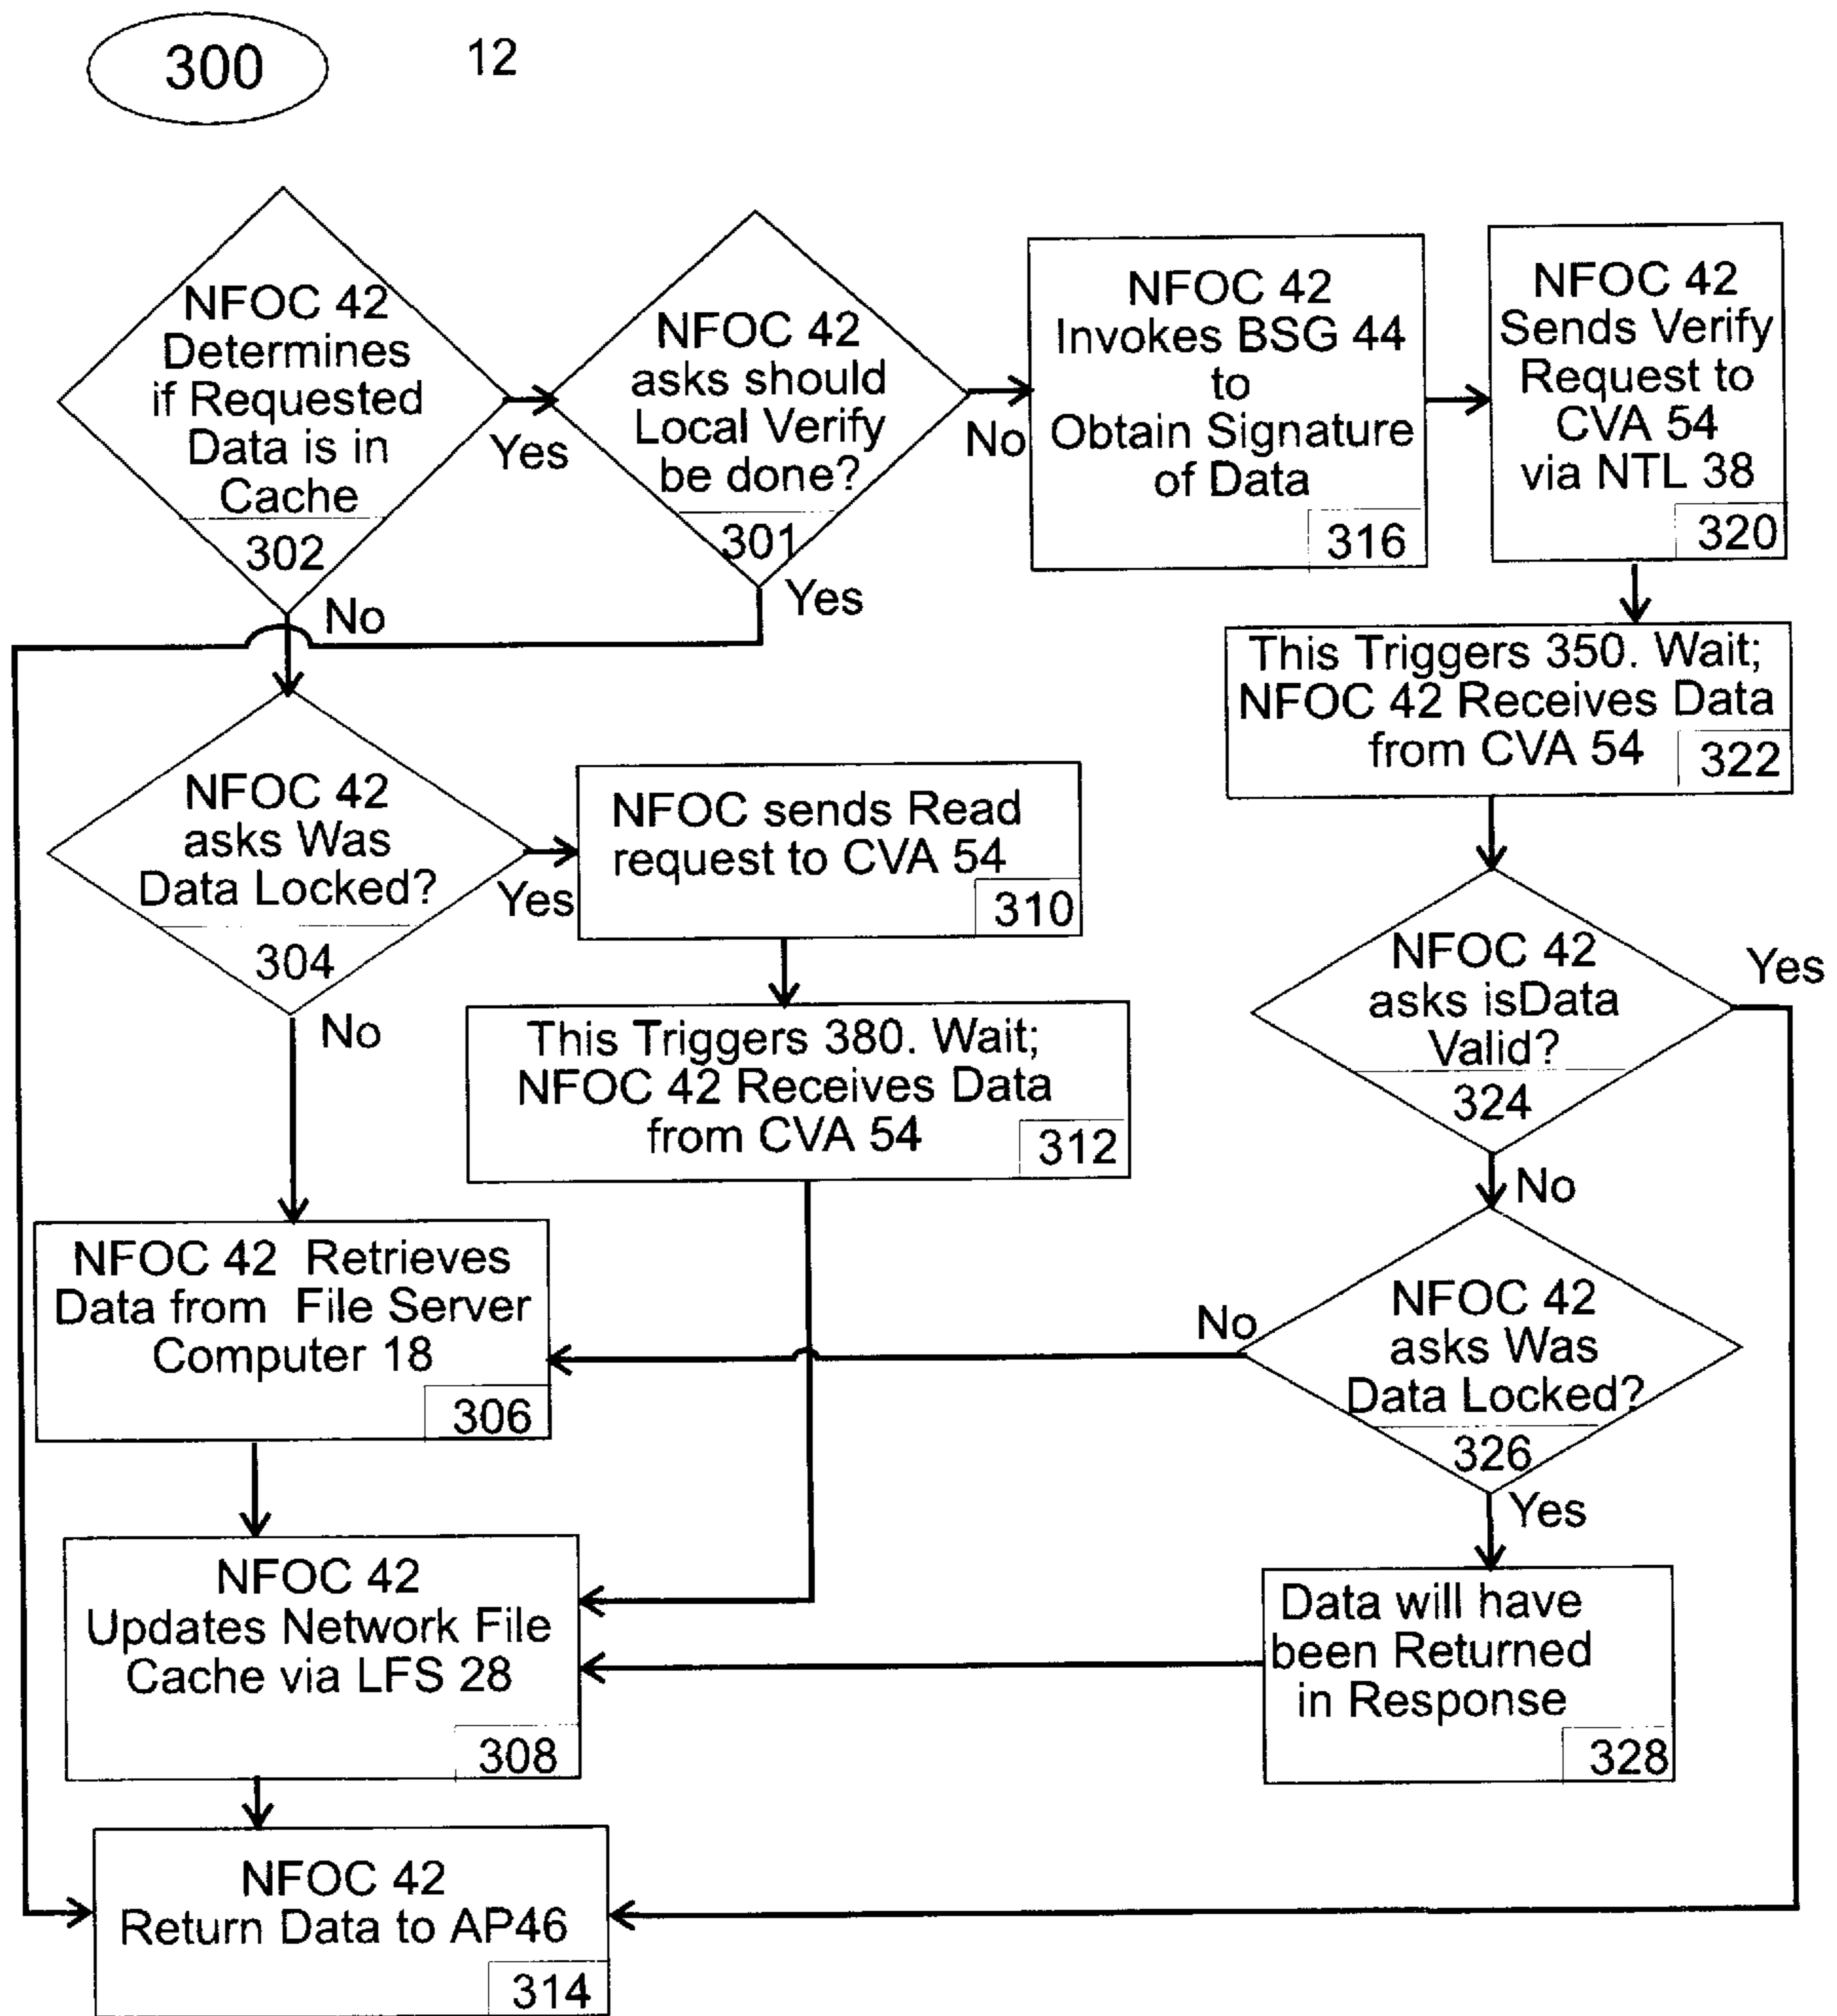 300
12
NFOC 42
Determines
if Requested
Data is in
Cache
302
Yes
No
NFOC 42
asks should
Local Verify
be done?
301
No
Yes
NFOC 42
Invokes BSG 44
to
Obtain Signature
of Data
316
NFOC 42
Sends Verify
Request to
CVA 54
via NTL 38
320
This Triggers 350. Wait;
NFOC 42 Receives Data
from CVA 54
322
NFOC 42
asks Was
Data Locked?
304
Yes
No
NFOC sends Read
request to CVA 54
310
This Triggers 380. Wait;
NFOC 42 Receives Data
from CVA 54
312
NFOC 42
asks isData
Valid?
324
Yes
No
NFOC 42 Retrieves
Data from File Server
Computer 18
306
NFOC 42
asks Was
Data Locked?
326
No
Yes
NFOC 42
Updates Network File
Cache via LFS 28
308
Data will have
been Returned
in Response
328
NFOC 42
Return Data to AP46
314